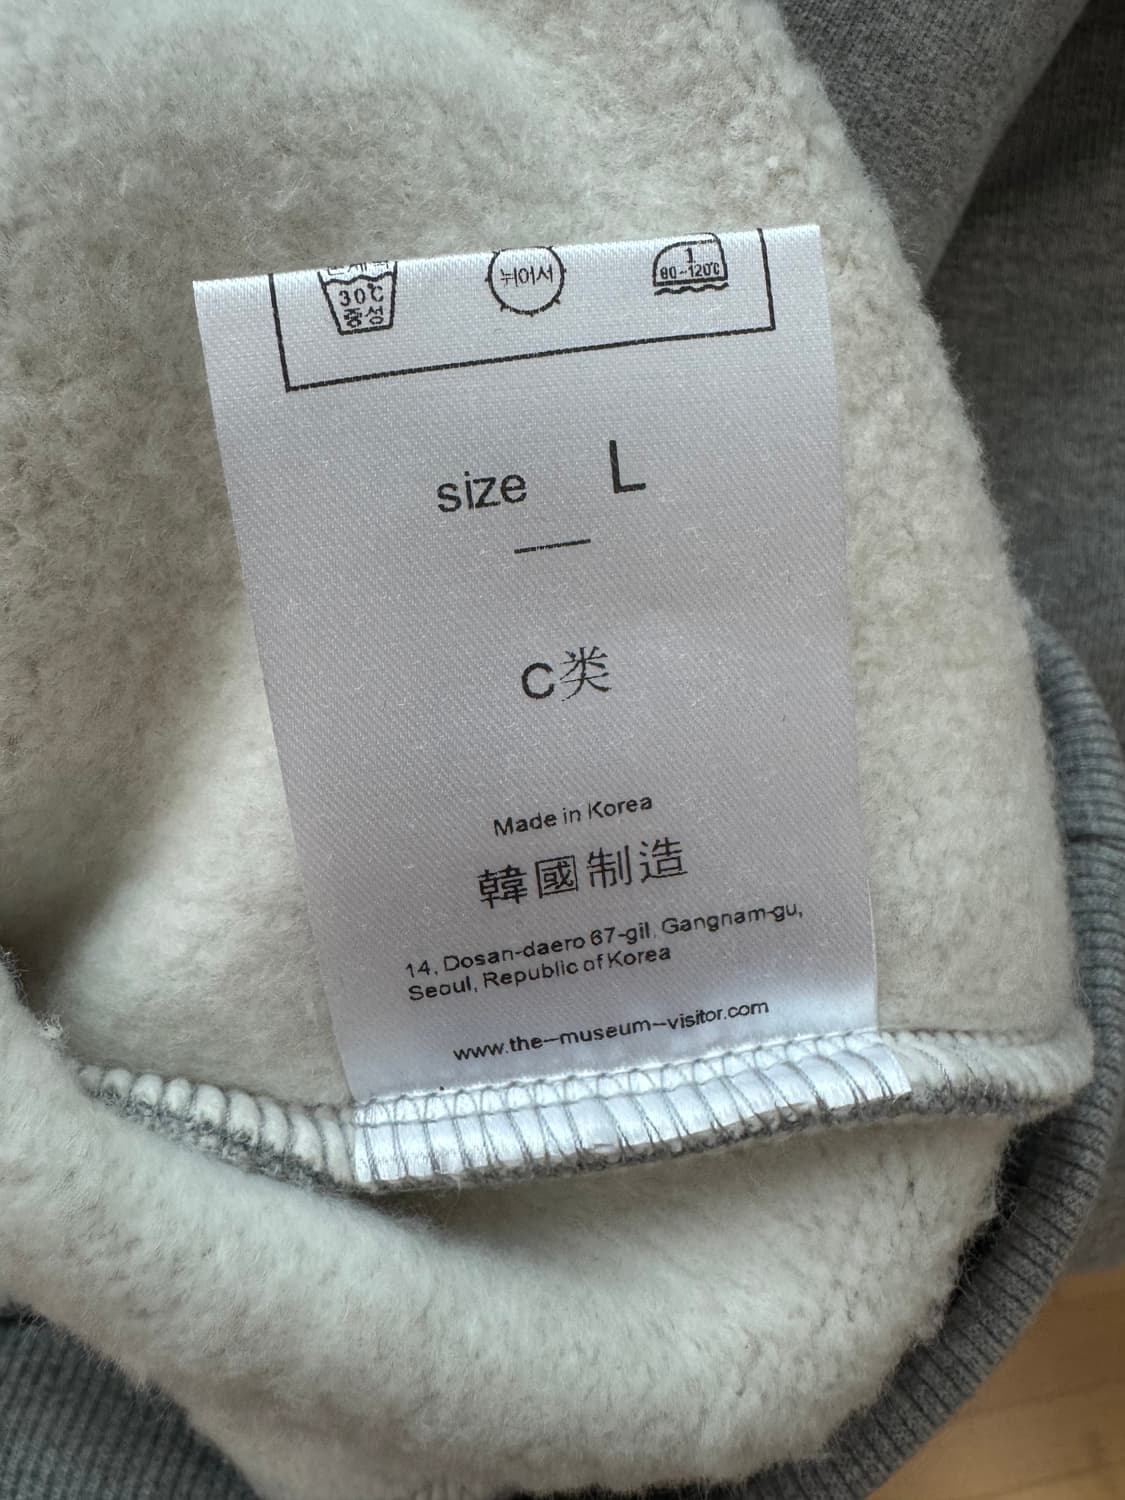 30℃
중성
뉘어서
1
80~120℃
size L
C类
Made in Korea
韓國制造
14, Dosan-daero 67-gil, Gangnam-gu,
Seoul, Republic of Korea
www.the-museum-visitor.com